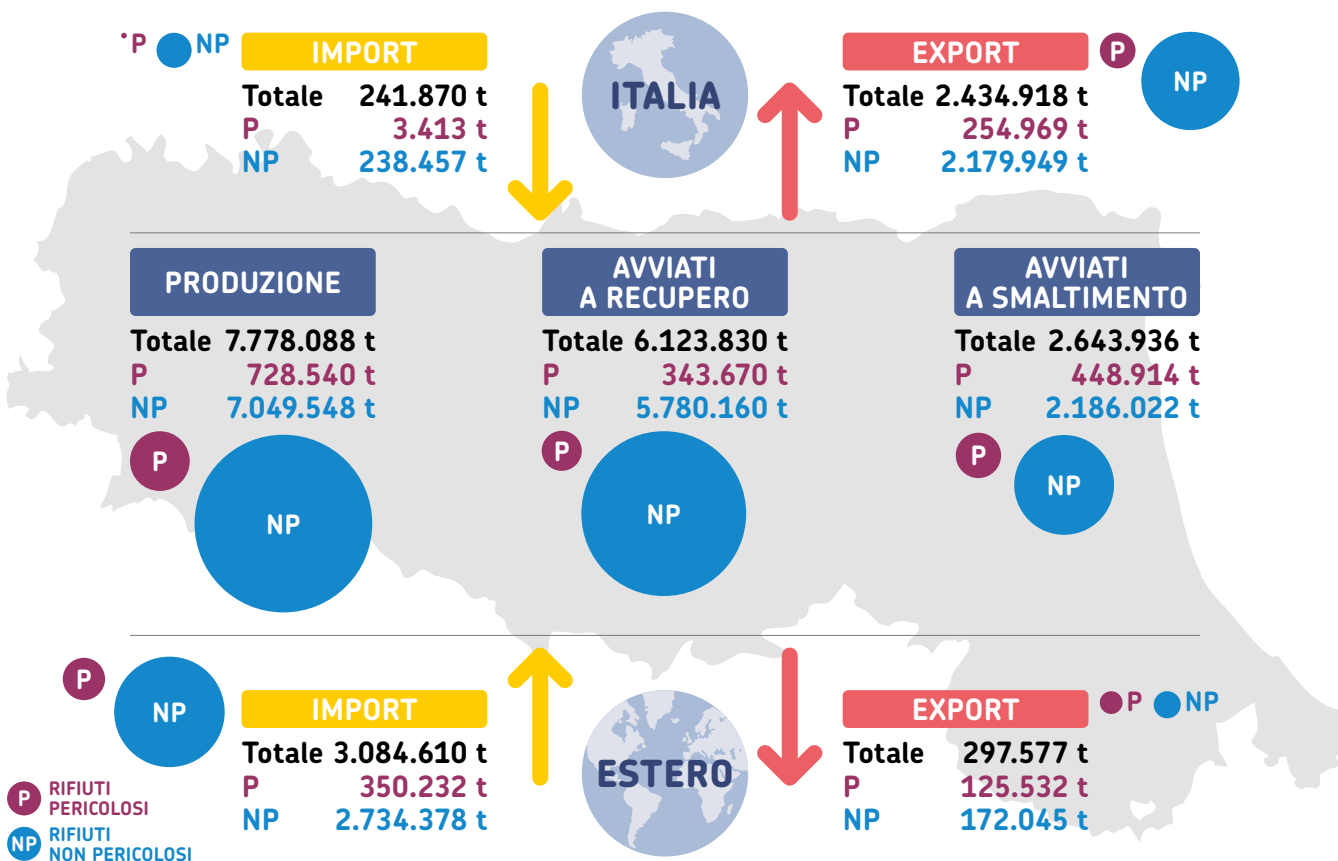 P
NP
IMPORT
Totale 241.870 t
P 3.413 t
NP 238.457 t
ITALIA
EXPORT
Totale 2.434.918 t
P 254.969 t
NP 2.179.949 t
P
NP
PRODUZIONE
Totale 7.778.088 t
P 728.540 t
NP 7.049.548 t
P
NP
AVVIATI
A RECUPERO
Totale 6.123.830 t
P 343.670 t
NP 5.780.160 t
P
NP
AVVIATI
A SMALTIMENTO
Totale 2.643.936 t
P 448.914 t
NP 2.186.022 t
P
NP
P
NP
IMPORT
Totale 3.084.610 t
P 350.232 t
NP 2.734.378 t
ESTERO
EXPORT
Totale 297.577 t
P 125.532 t
NP 172.045 t
P
NP
P RIFIUTI
PERICOLOSI
NP RIFIUTI
NON PERICOLOSI